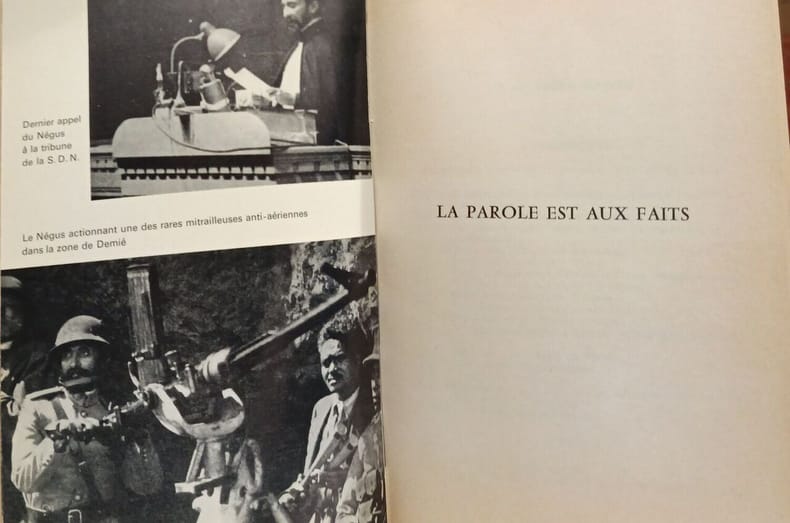 Dernier appel
du Négus
à la tribune
de la S. D. N.
Le Négus actionnant une des rares mitrailleuses anti-aériennes
dans la zone de Demié
LA PAROLE EST AUX FAITS